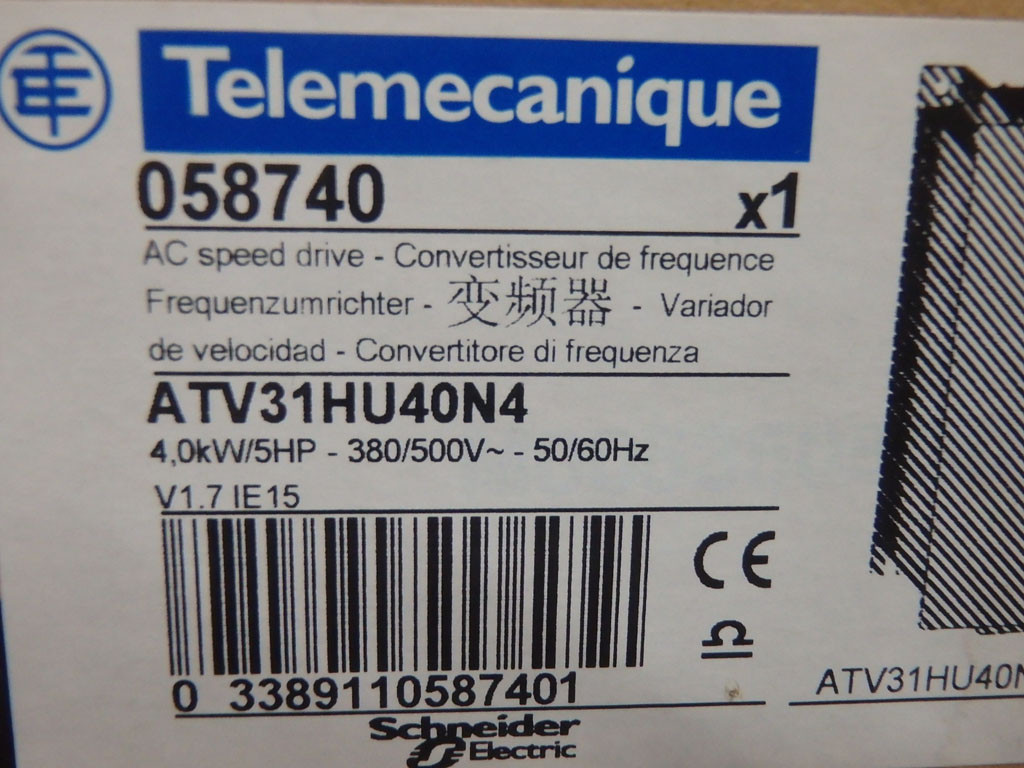 Telemecanique
058740 x1
AC speed drive - Convertisseur de frequence
Frequenzumrichter - 变频器 - Variador
de velocidad - Convertitore di frequenza
ATV31HU40N4
4,0kW/5HP - 380/500V~ - 50/60Hz
V1.7 IE15
CE
0 3389110587401
ATV31HU40N
Schneider
Electric